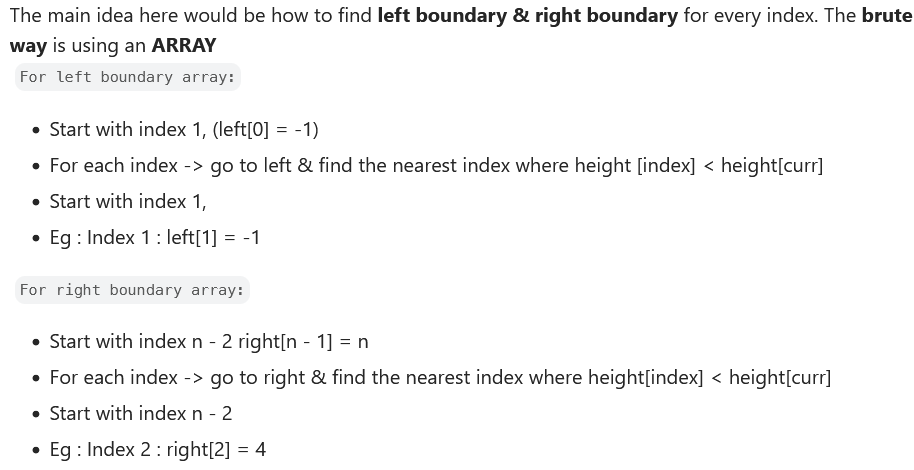 The main idea here would be how to find left boundary & right boundary for every index. The brute
way is using an ARRAY
For left boundary array:
• Start with index 1, (left[0] = -1)
• For each index -> go to left & find the nearest index where height [index] < height[curr]
• Start with index 1,
• Eg : Index 1 : left[1] = -1
For right boundary array:
• Start with index n - 2 right[n - 1] = n
• For each index -> go to right & find the nearest index where height[index] < height[curr]
• Start with index n - 2
• Eg : Index 2 : right[2] = 4